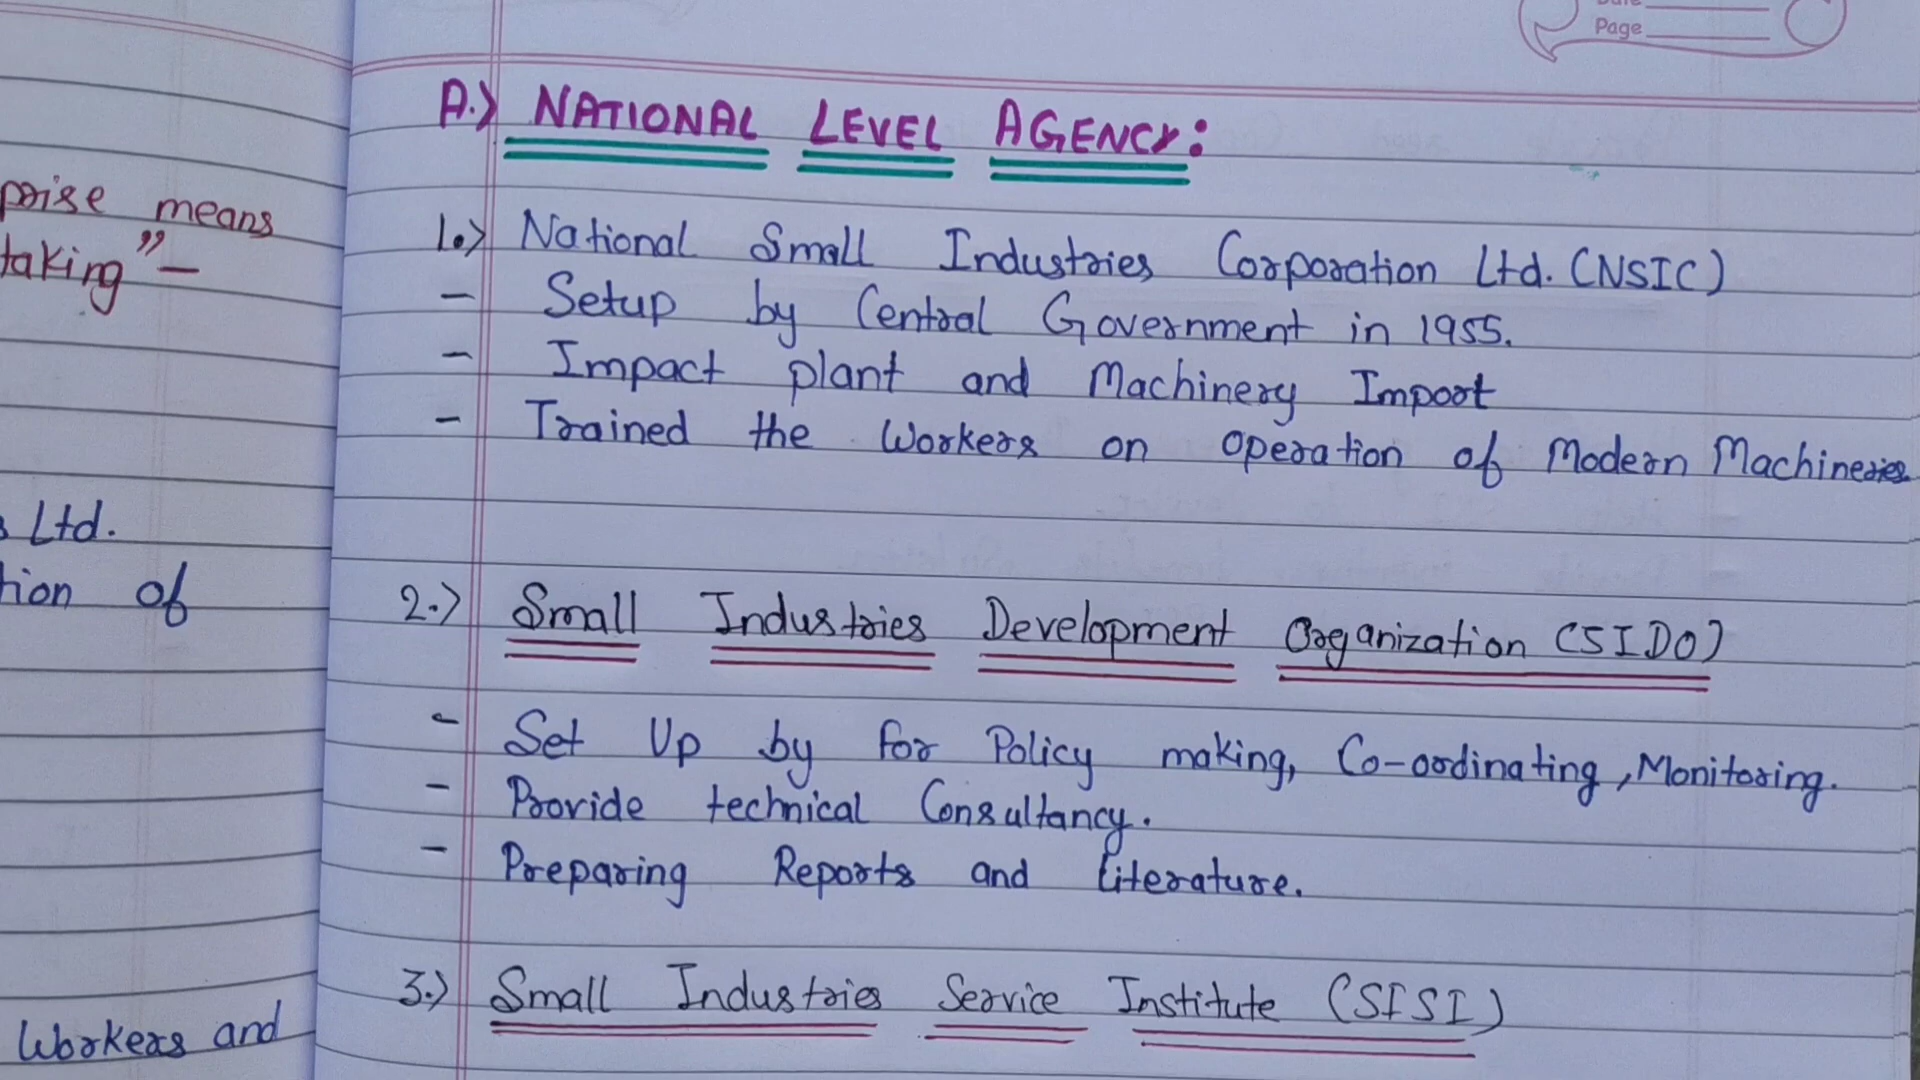 Page
A.) NATIONAL LEVEL AGENCY:
1.) National Small Industries Corporation Ltd. (NSIC)
- Setup by Central Government in 1955.
- Impact plant and Machinery Import
- Trained the Workers on operation of Modern Machineries
2.) Small Industries Development Organization (SIDO)
- Set Up by for Policy making, Co-ordinating, Monitoring.
- Provide technical Consultancy.
- Preparing Reports and Literature.
3.) Small Industries Service Institute (SISI)
means
taking" -
Ltd.
of
Workers and